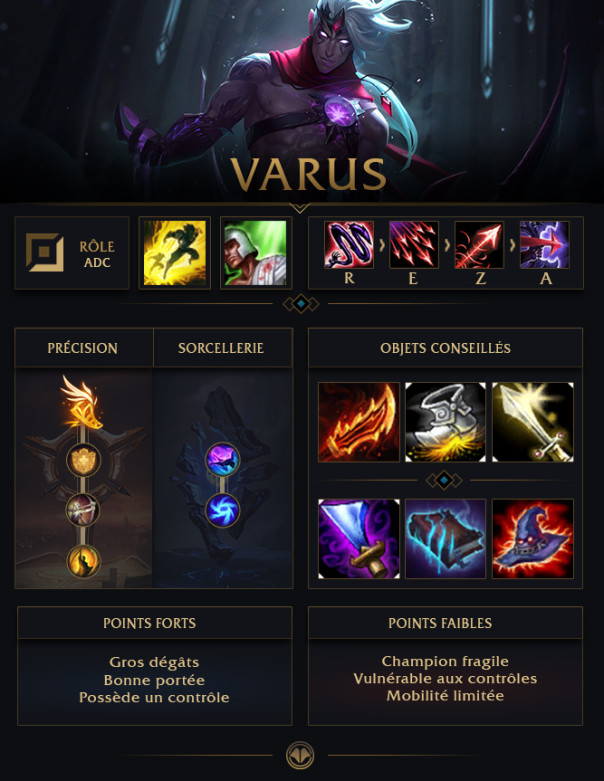 VARUS
RÔLE
ADC
R
E
Z
A
PRÉCISION
SORCELLERIE
OBJETS CONSEILLÉS
POINTS FORTS
Gros dégâts
Bonne portée
Possède un contrôle
POINTS FAIBLES
Champion fragile
Vulnérable aux contrôles
Mobilité limitée